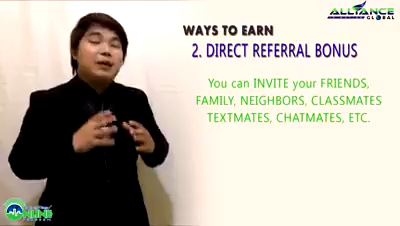 ALLIANCE
GLOBAL
WAYS TO EARN
2. DIRECT REFERRAL BONUS
You can INVITE your FRIENDS,
FAMILY, NEIGHBORS, CLASSMATES
TEXTMATES, CHATMATES, ETC.